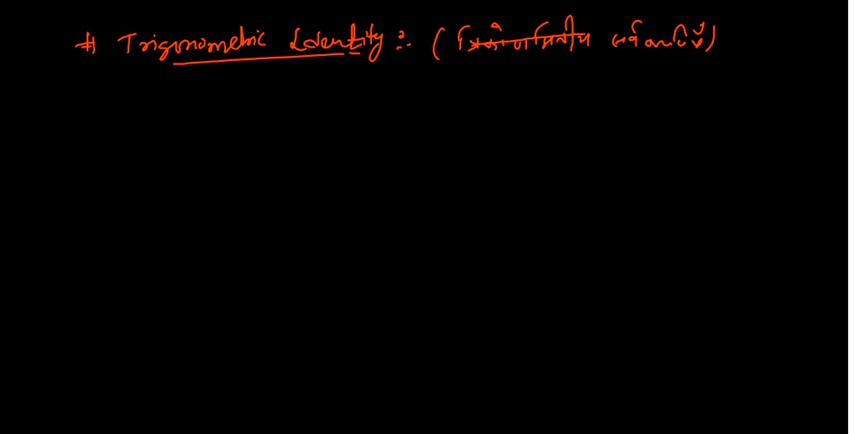 # Trigonometric Identity :- ( त्रिकोणमितीय सर्वसमिकाएँ )